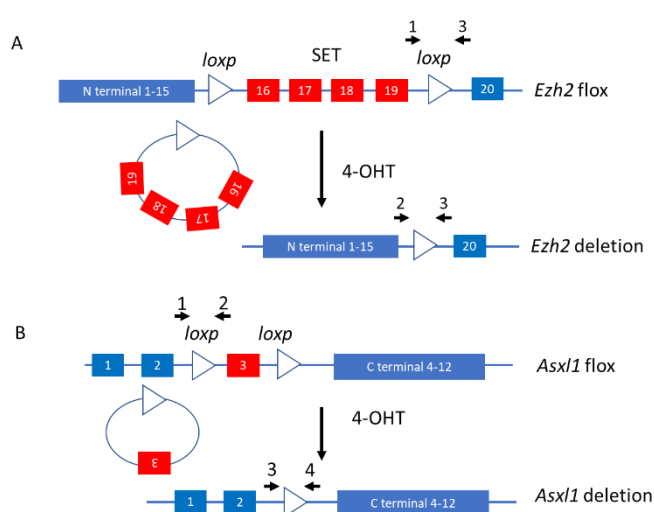 A
1 3
loxp SET loxp
N terminal 1-15 16 17 18 19 20 Ezh2 flox
19 18 17 16
4-OHT
2 3
N terminal 1-15 20 Ezh2 deletion
1 2
B
loxp loxp
1 2 3 C terminal 4-12 Asxl1 flox
3
4-OHT
3 4
1 2 C terminal 4-12 Asxl1 deletion